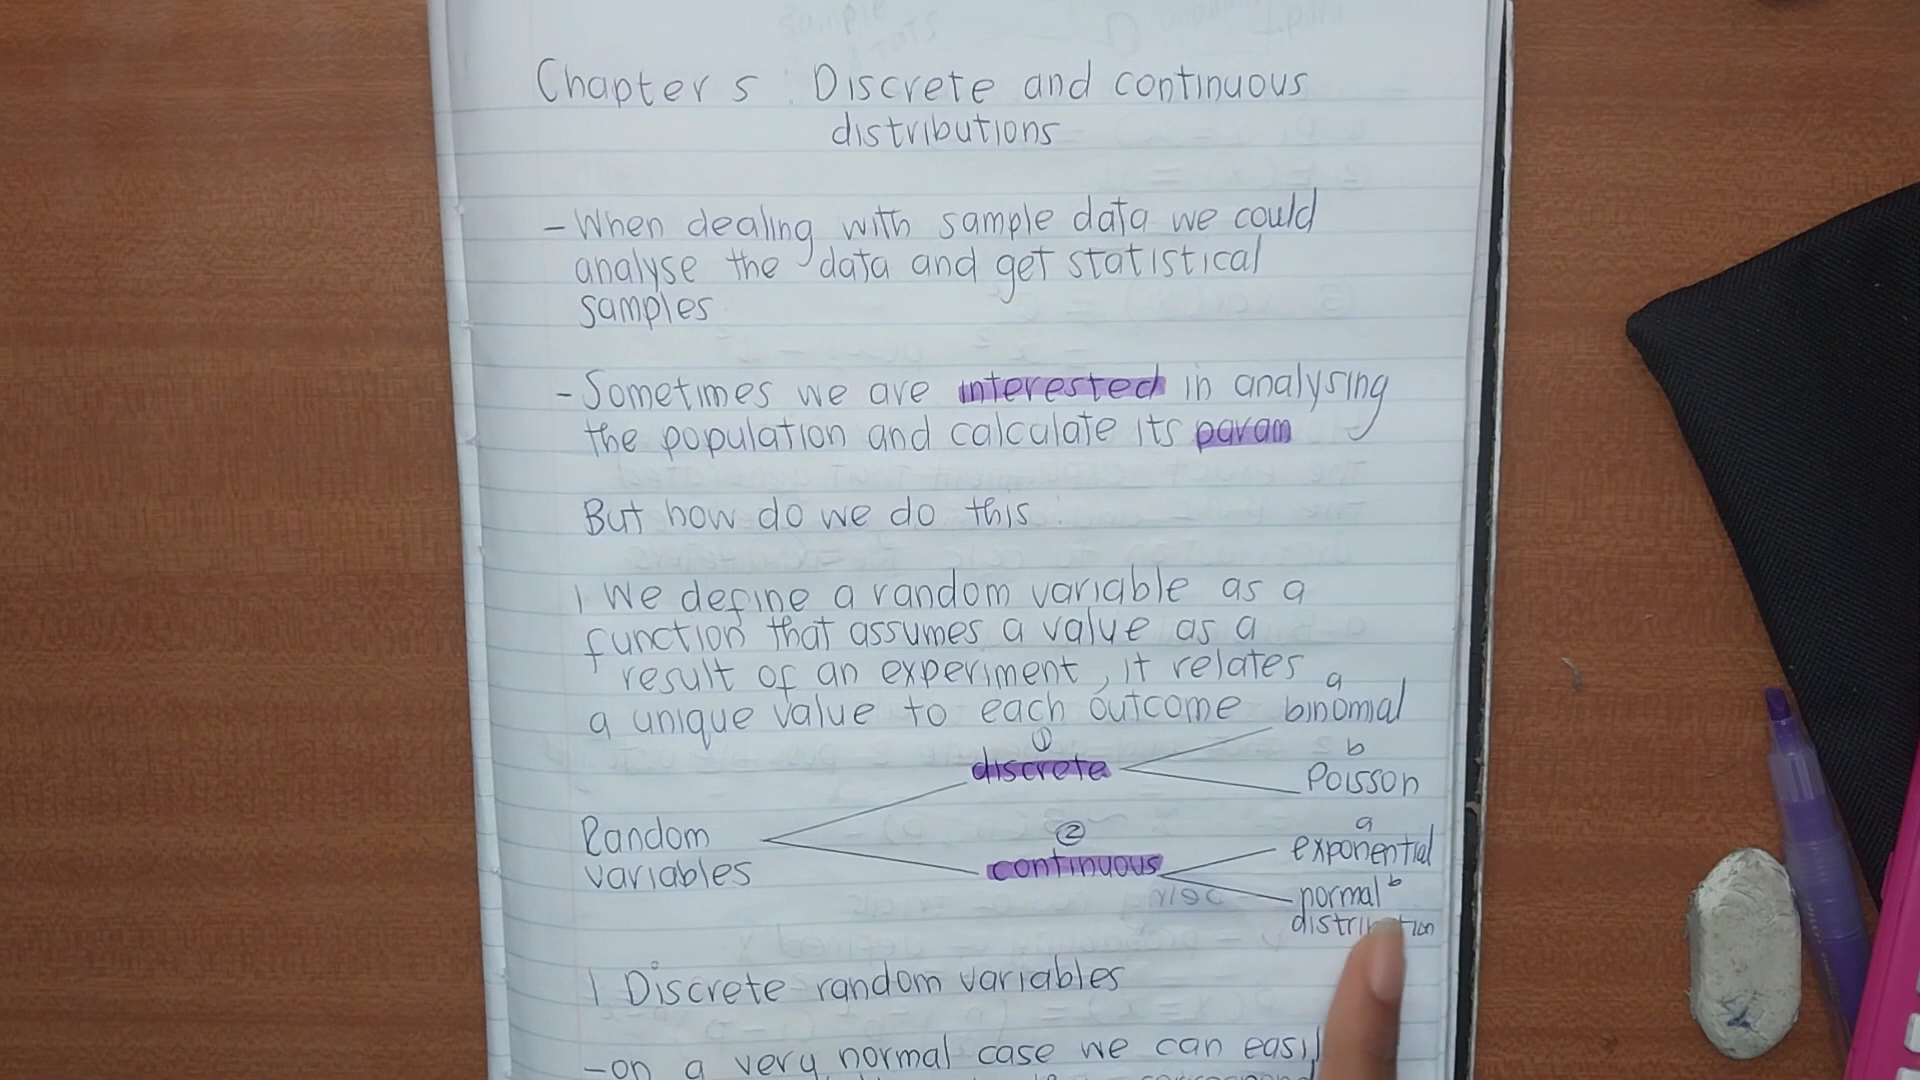 Chapter 5 : Discrete and continuous
distributions
- When dealing with sample data we could
analyse the data and get statistical
samples
- Sometimes we are interested in analysing
the population and calculate its param
But how do we do this :
1 We define a random variable as a
function that assumes a value as a
result of an experiment, it relates
a unique value to each outcome
Random
variables
①
discrete
a
binomial
b
Poisson
②
continuous
a
exponential
normal b
distribution
1 Discrete random variables
- on a very normal case we can easil